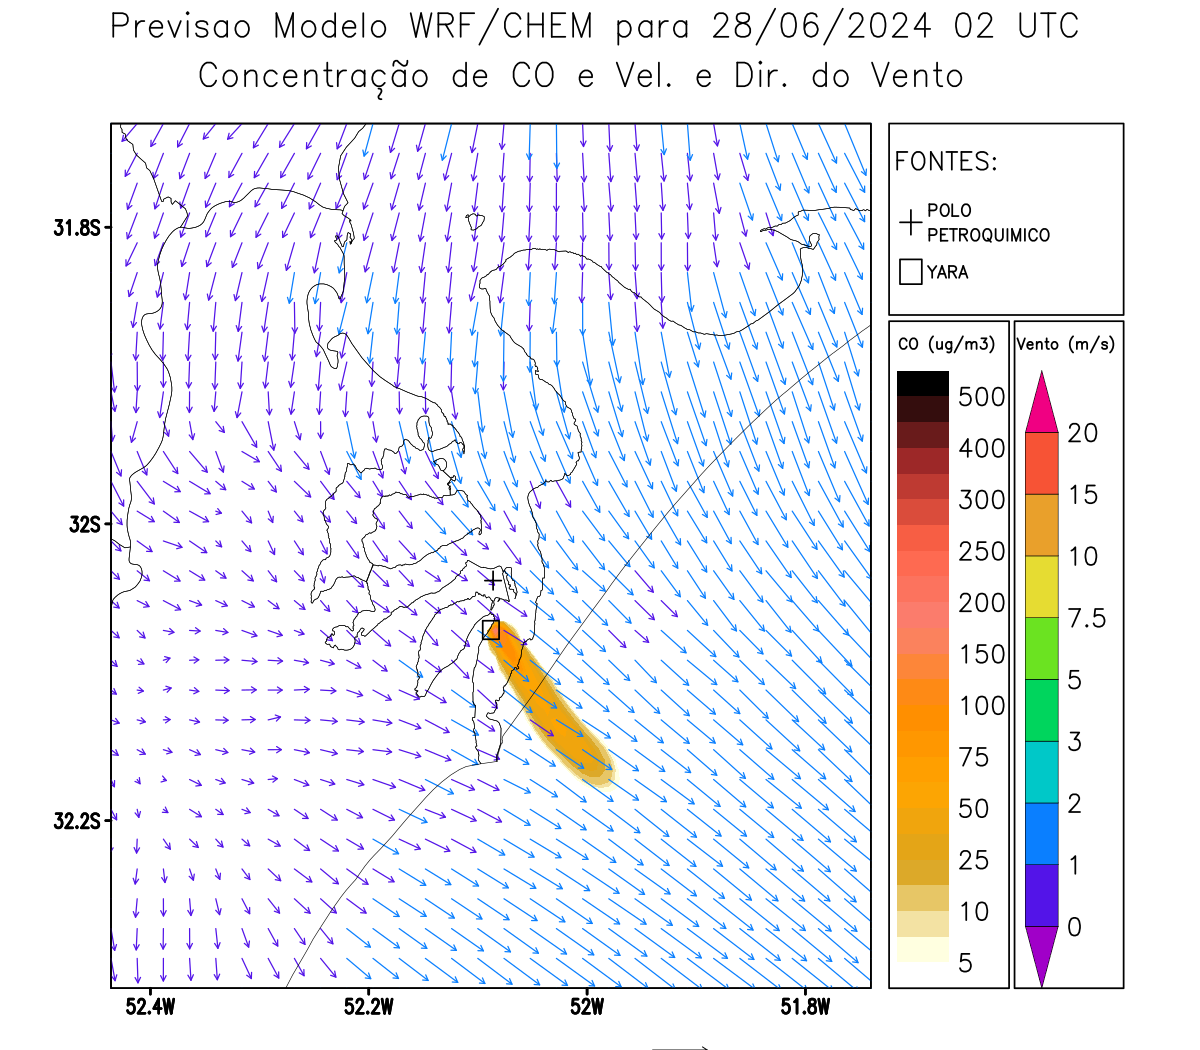 Previsao Modelo WRF/CHEM para 28/06/2024 02 UTC
Concentração de CO e Vel. e Dir. do Vento
FONTES:
POLO
PETROQUIMICO
YARA
CO (ug/m3)
500
400
300
250
200
150
100
75
50
25
10
5
Vento (m/s)
20
15
10
7.5
5
3
2
1
0
31.8S
32S
32.2S
52.4W
52.2W
52W
51.8W